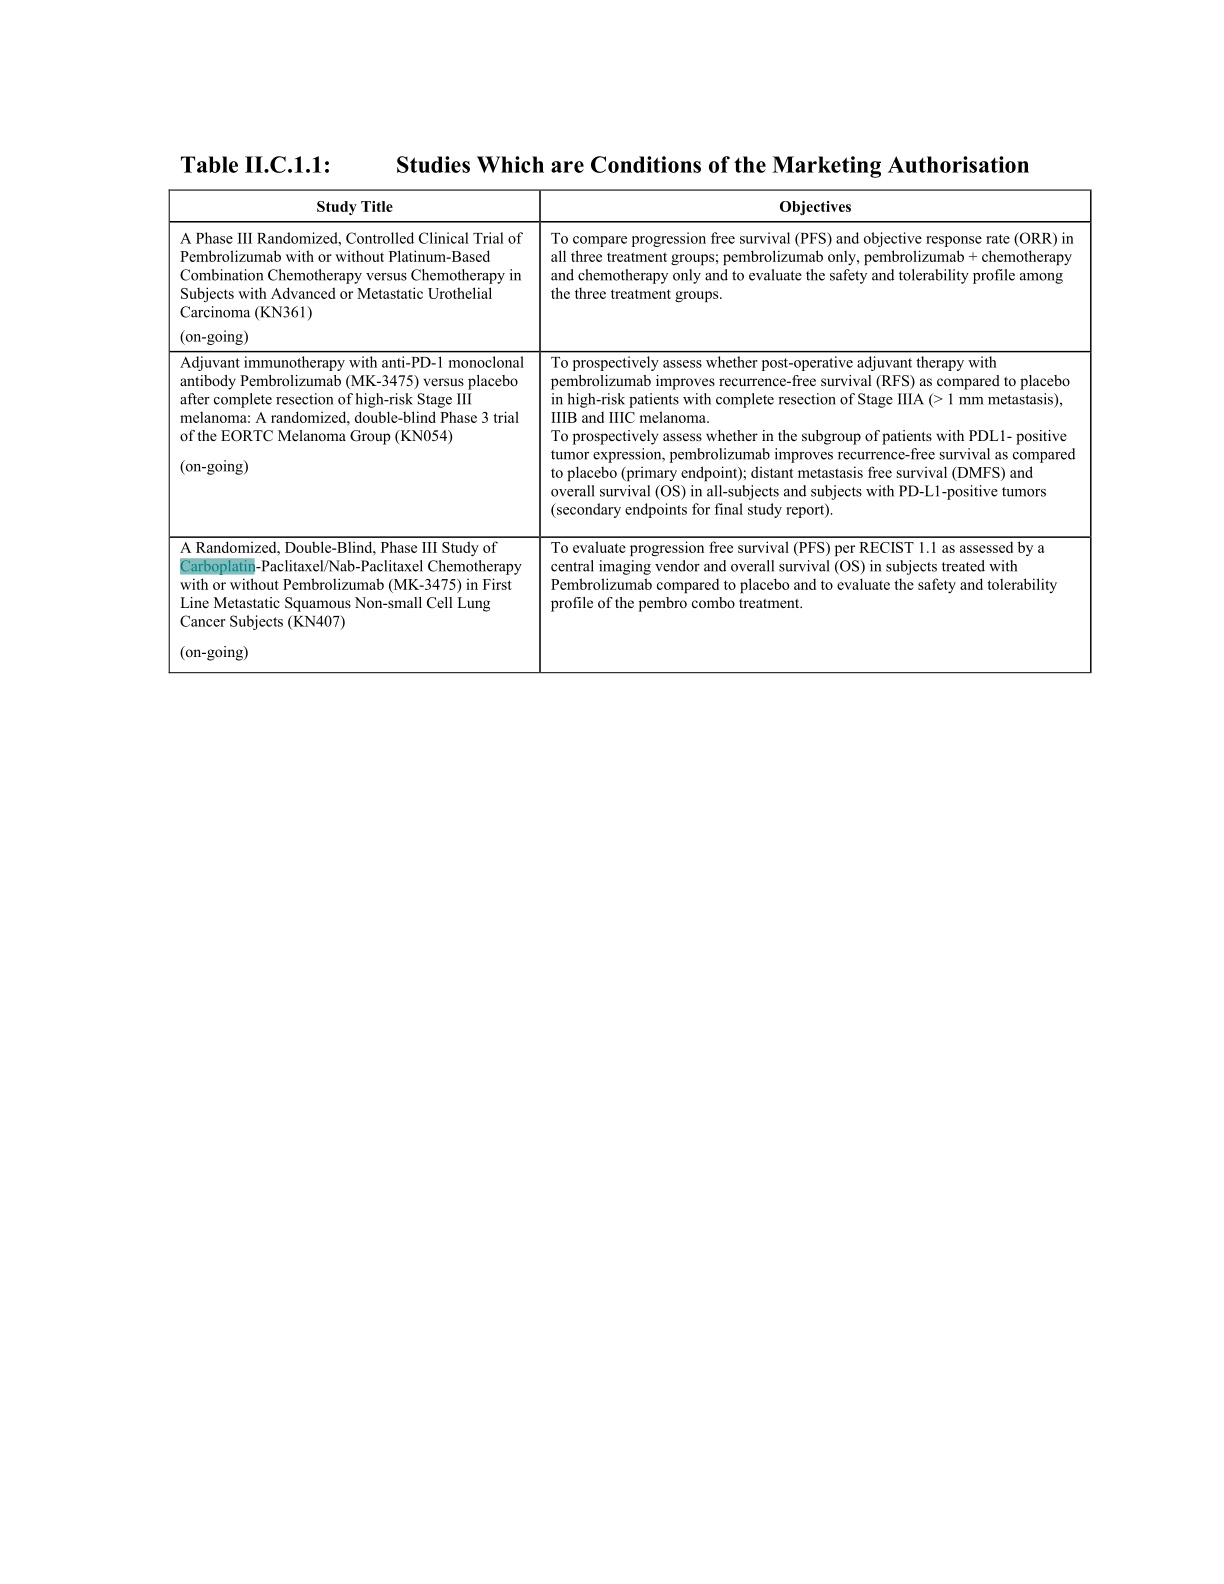 Table II.C.1.1: Studies Which are Conditions of the Marketing Authorisation
Study Title
Objectives
A Phase III Randomized, Controlled Clinical Trial of
Pembrolizumab with or without Platinum-Based
Combination Chemotherapy versus Chemotherapy in
Subjects with Advanced or Metastatic Urothelial
Carcinoma (KN361)
(on-going)
To compare progression free survival (PFS) and objective response rate (ORR) in
all three treatment groups; pembrolizumab only, pembrolizumab + chemotherapy
and chemotherapy only and to evaluate the safety and tolerability profile among
the three treatment groups.
Adjuvant immunotherapy with anti-PD-1 monoclonal
antibody Pembrolizumab (MK-3475) versus placebo
after complete resection of high-risk Stage III
melanoma: A randomized, double-blind Phase 3 trial
of the EORTC Melanoma Group (KN054)
(on-going)
To prospectively assess whether post-operative adjuvant therapy with
pembrolizumab improves recurrence-free survival (RFS) as compared to placebo
in high-risk patients with complete resection of Stage IIIA (> 1 mm metastasis),
IIIB and IIIC melanoma.
To prospectively assess whether in the subgroup of patients with PDL1- positive
tumor expression, pembrolizumab improves recurrence-free survival as compared
to placebo (primary endpoint); distant metastasis free survival (DMFS) and
overall survival (OS) in all-subjects and subjects with PD-L1-positive tumors
(secondary endpoints for final study report).
A Randomized, Double-Blind, Phase III Study of
Carboplatin-Paclitaxel/Nab-Paclitaxel Chemotherapy
with or without Pembrolizumab (MK-3475) in First
Line Metastatic Squamous Non-small Cell Lung
Cancer Subjects (KN407)
(on-going)
To evaluate progression free survival (PFS) per RECIST 1.1 as assessed by a
central imaging vendor and overall survival (OS) in subjects treated with
Pembrolizumab compared to placebo and to evaluate the safety and tolerability
profile of the pembro combo treatment.